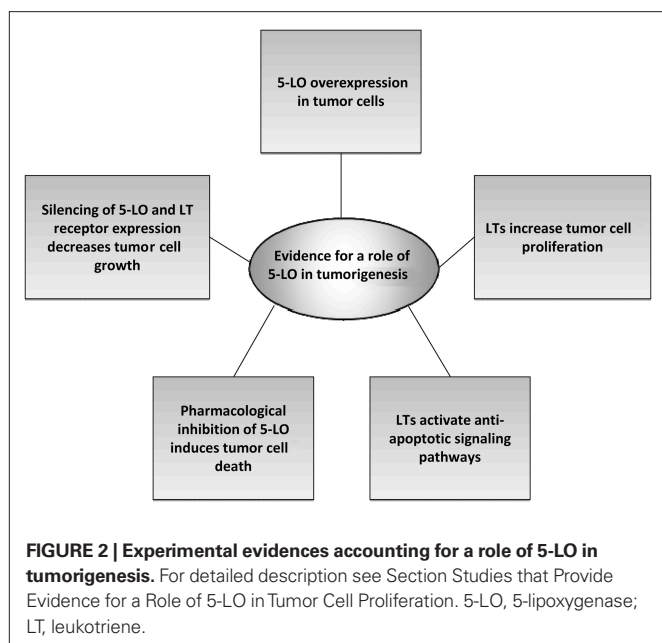 5-LO overexpression
in tumor cells
Silencing of 5-LO and LT
receptor expression
decreases tumor cell
growth
LTs increase tumor cell
proliferation
Evidence for a role of
5-LO in tumorigenesis
Pharmacological
inhibition of 5-LO
induces tumor cell
death
LTs activate anti-
apoptotic signaling
pathways
FIGURE 2 | Experimental evidences accounting for a role of 5-LO in
tumorigenesis. For detailed description see Section Studies that Provide
Evidence for a Role of 5-LO in Tumor Cell Proliferation. 5-LO, 5-lipoxygenase;
LT, leukotriene.